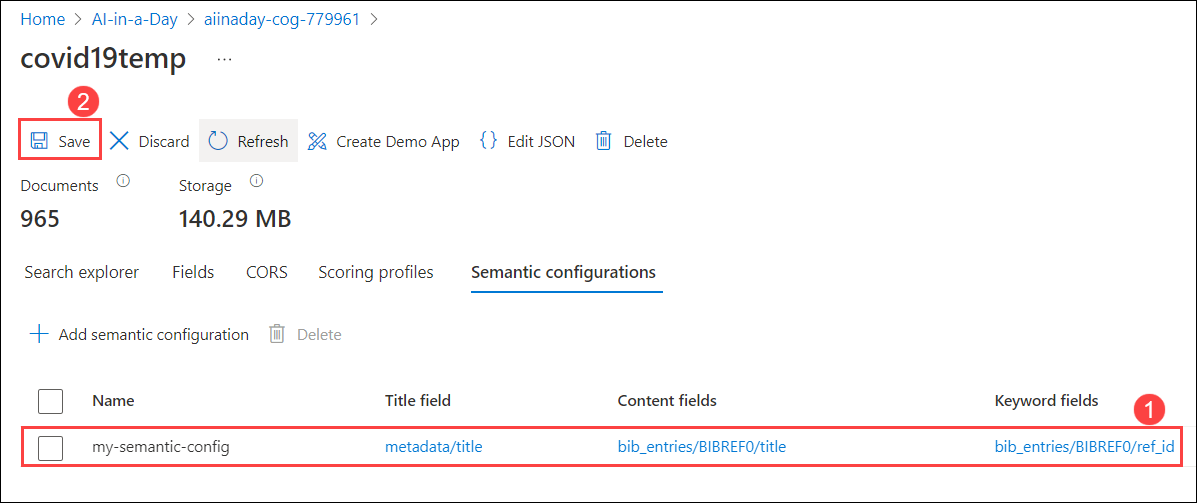 Home > AI-in-a-Day > aiinaday-cog-779961 >
covid19temp ...
2
Save Discard Refresh Create Demo App {} Edit JSON Delete
Documents Storage
965 140.29 MB
Search explorer Fields CORS Scoring profiles Semantic configurations
+ Add semantic configuration Delete
Name Title field Content fields Keyword fields
1
my-semantic-config metadata/title bib_entries/BIBREF0/title bib_entries/BIBREF0/ref_id